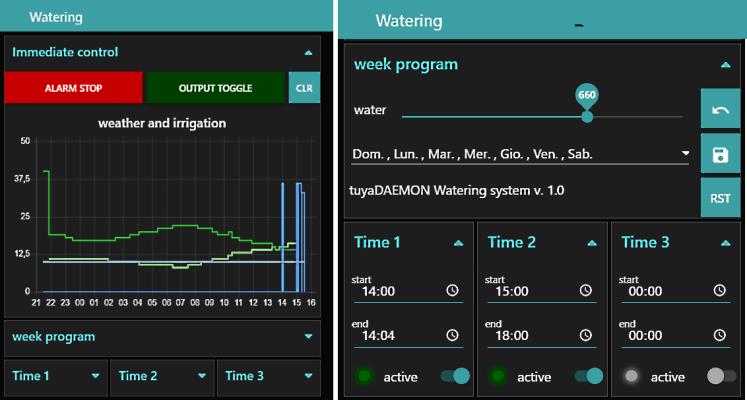 Watering
Immediate control
ALARM STOP OUTPUT TOGGLE CLR
weather and irrigation
50
37,5
25
12,5
0
21 22 23 00 01 02 03 04 05 06 07 08 09 10 11 12 13 14 15 16
week program
Time 1 Time 2 Time 3
Watering
week program
660
water
Dom. , Lun. , Mar. , Mer. , Gio. , Ven. , Sab.
tuyaDAEMON Watering system v. 1.0
RST
Time 1 Time 2 Time 3
start start start
14:00 15:00 00:00
end end end
14:04 18:00 00:00
active active active